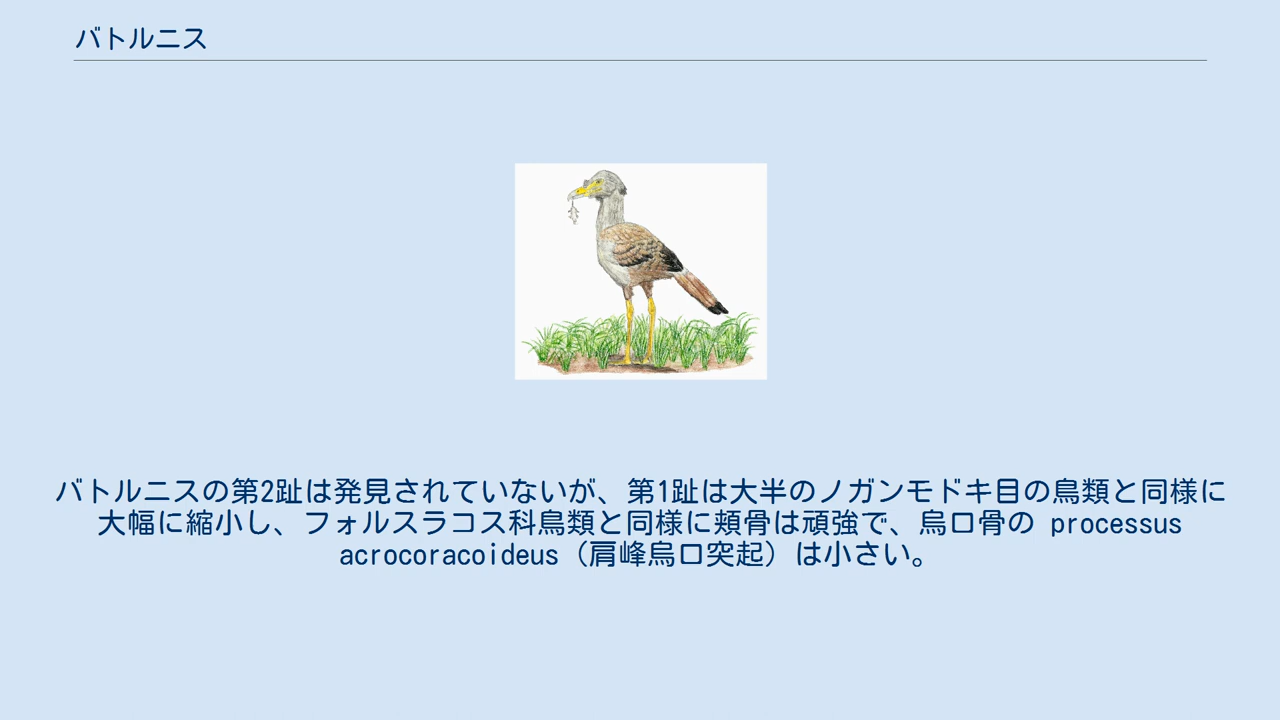 バトルニス
バトルニスの第2趾は発見されていないが、第1趾は大半のノガンモドキ目の鳥類と同様に
大幅に縮小し、フォルスラコス科鳥類と同様に頬骨は頑強で、烏口骨の processus
acrocoracoideus（肩峰烏口突起）は小さい。